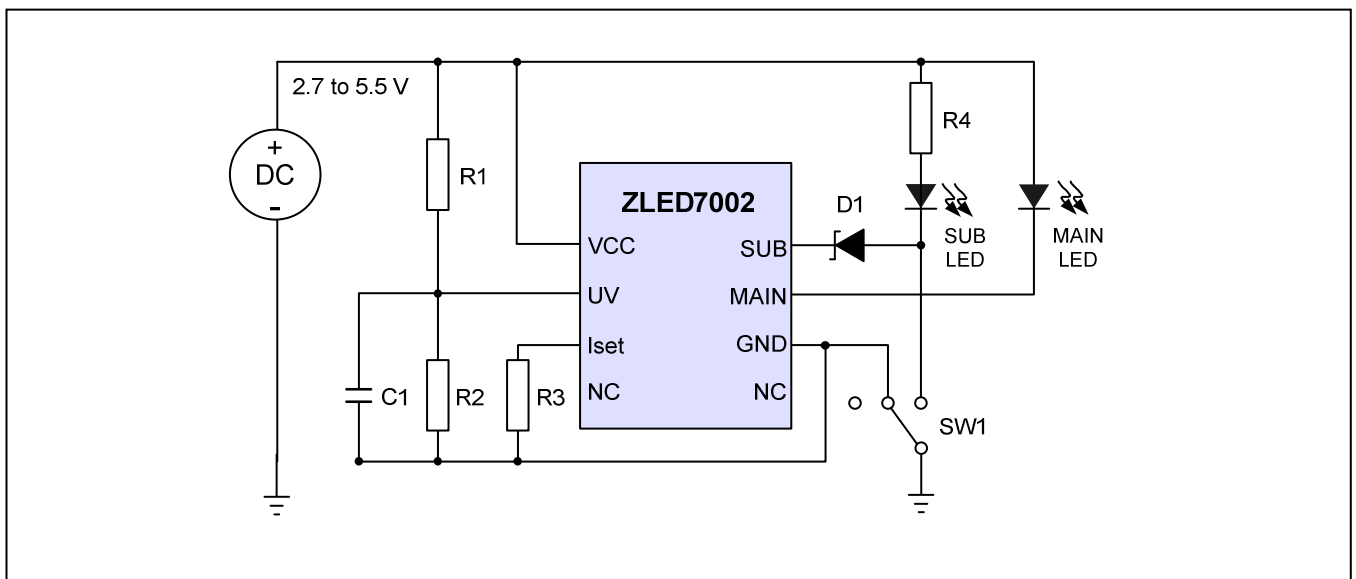 2.7 to 5.5 V
+
DC
-
R1
R4
ZLED7002
D1
VCC
SUB
SUB
LED
MAIN
LED
UV
MAIN
Iset
GND
C1
R2
R3
NC
NC
SW1